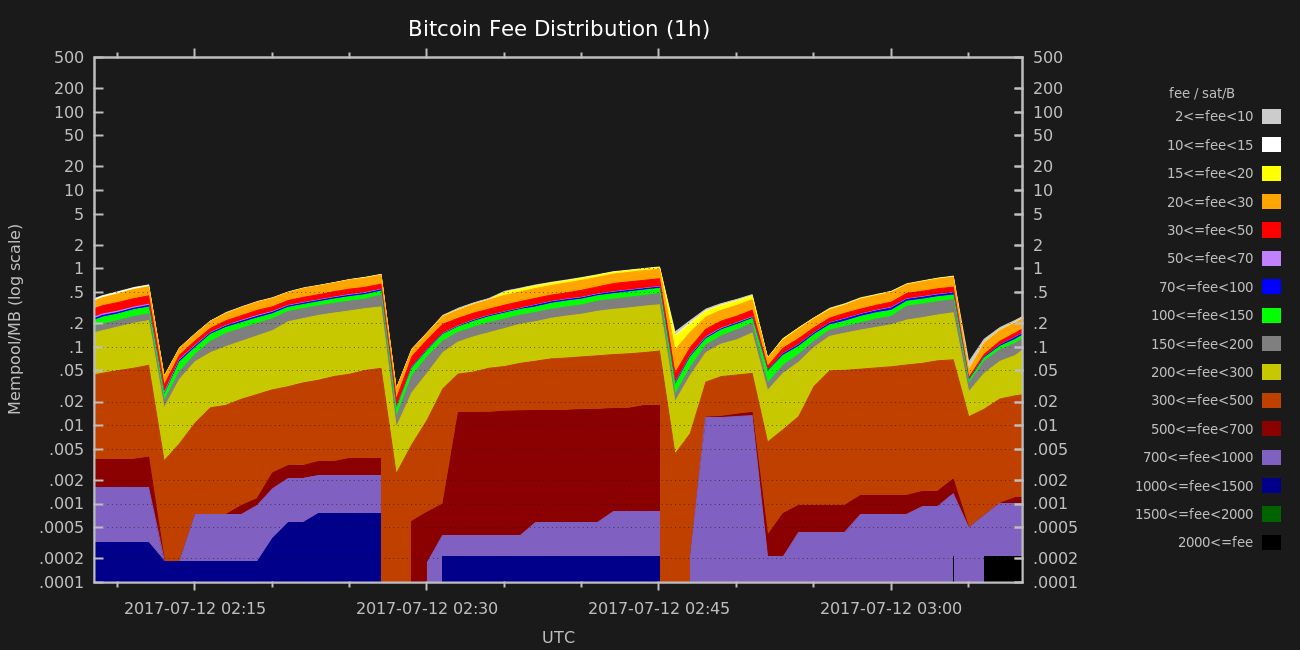 Bitcoin Fee Distribution (1h)
500 500
200 200
100 100
50 50
20 20
10 10
5 5
2 2
1 1
.5 .5
.2 .2
.1 .1
.05 .05
.02 .02
.01 .01
.005 .005
.002 .002
.001 .001
.0005 .0005
.0002 .0002
.0001 .0001
Mempool/MB (log scale)
2017-07-12 02:15 2017-07-12 02:30 2017-07-12 02:45 2017-07-12 03:00
UTC
fee / sat/B
2<=fee<10
10<=fee<15
15<=fee<20
20<=fee<30
30<=fee<50
50<=fee<70
70<=fee<100
100<=fee<150
150<=fee<200
200<=fee<300
300<=fee<500
500<=fee<700
700<=fee<1000
1000<=fee<1500
1500<=fee<2000
2000<=fee